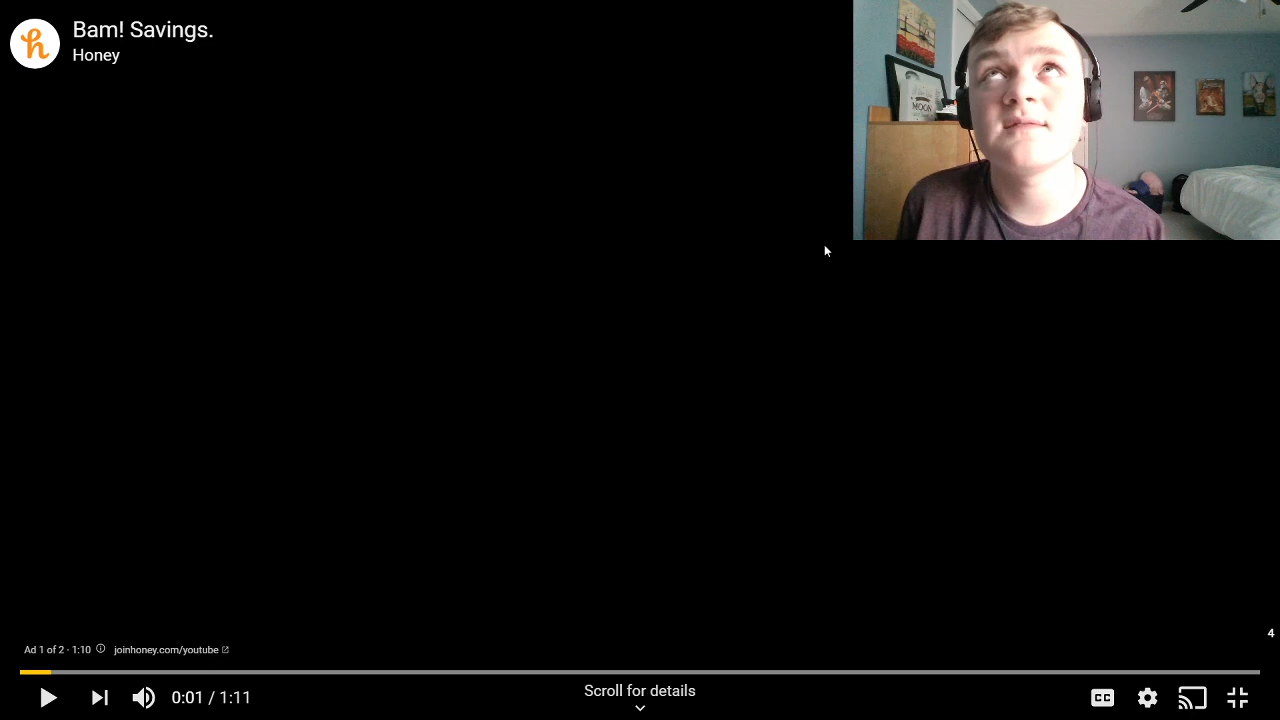 Bam! Savings.
Honey
MOON
4
Ad 1 of 2 · 1:10 joinhoney.com/youtube
0:01 / 1:11
Scroll for details
CC